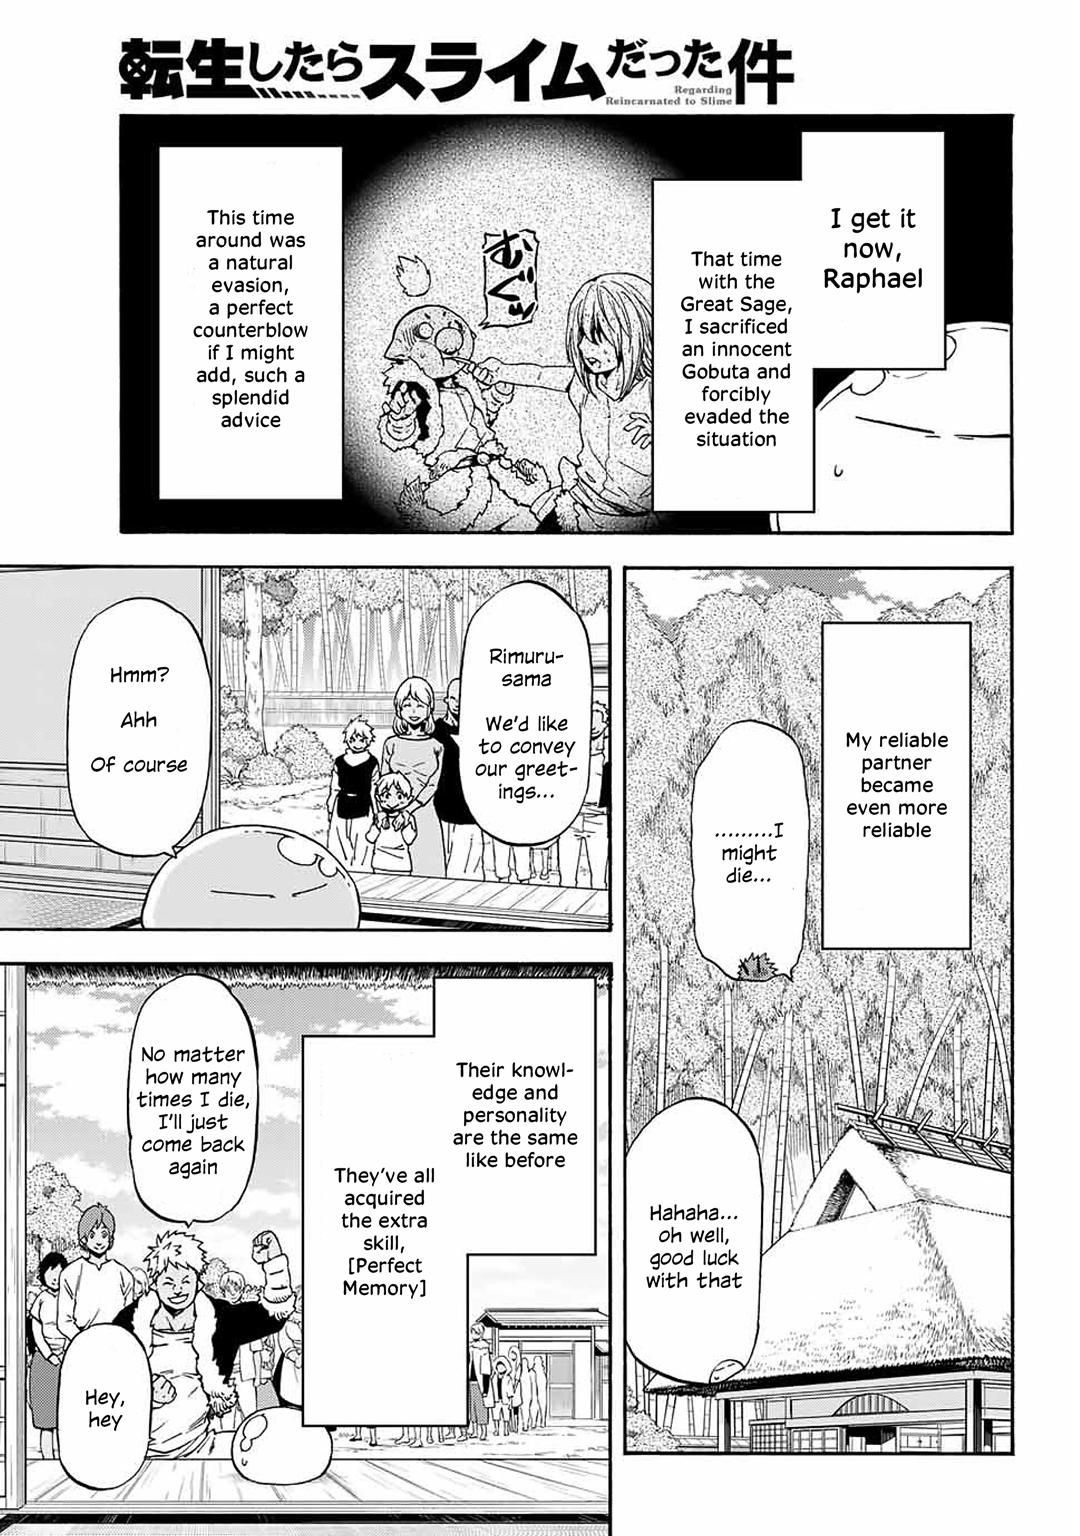 転生したらスライムだった件
Regarding
Reincarnated to Slime
I get it
now,
Raphael
That time
with the
Great Sage,
I sacrificed
an innocent
Gobuta and
forcibly
evaded the
situation
むぐッ
This time
around was
a natural
evasion,
a perfect
counterblow
if I might
add, such a
splendid
advice
My reliable
partner
became
even more
reliable
.........I
might
die...
Hahaha...
oh well,
good luck
with that
Rimuru-
sama
We'd like
to convey
our greet-
ings...
Hmm?
Ahh
Of course
Their knowl-
edge and
personality
are the same
like before
They've all
acquired
the extra
skill,
[Perfect
Memory]
No matter
how many
times I die,
I'll just
come back
again
Hey,
hey